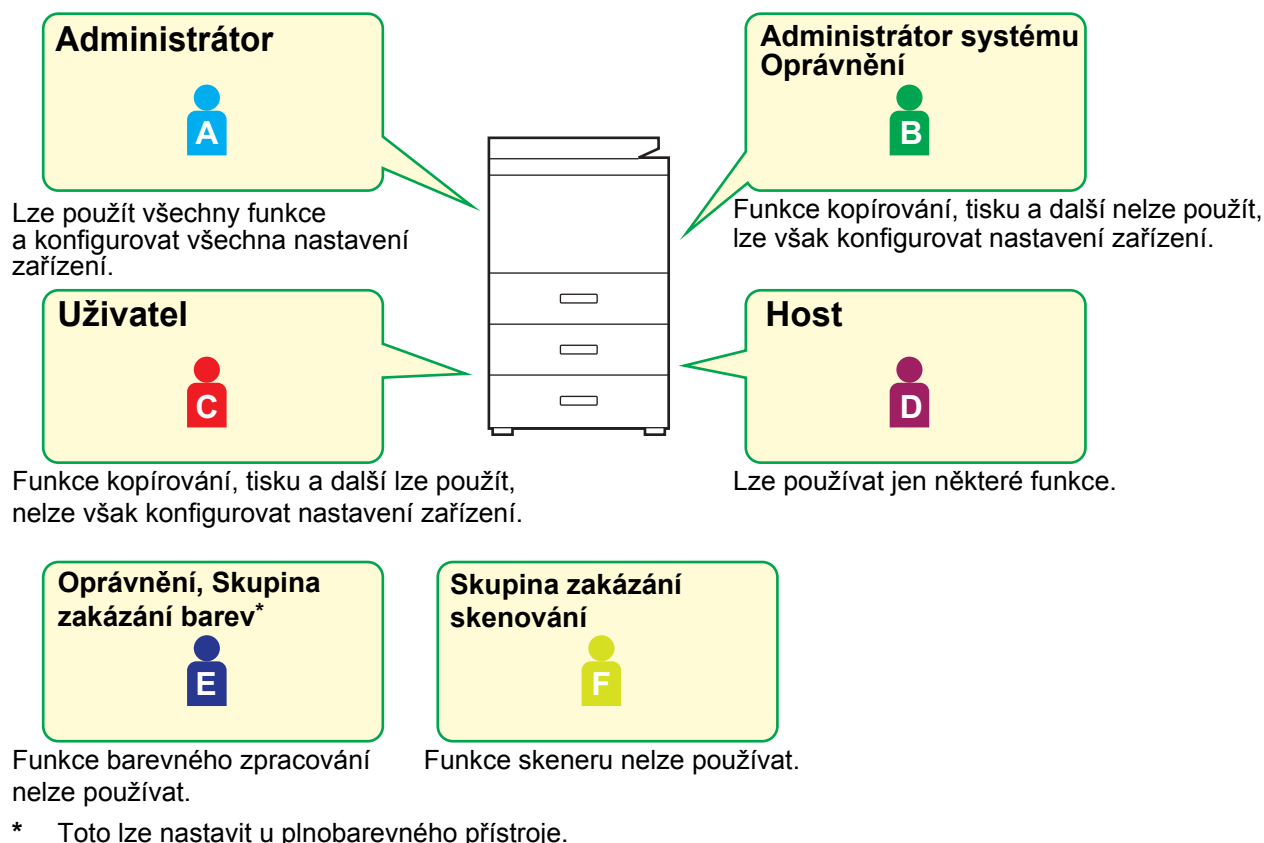 Administrátor
A
Lze použít všechny funkce
a konfigurovat všechna nastavení
zařízení.
Administrátor systému
Oprávnění
B
Funkce kopírování, tisku a další nelze použít,
lze však konfigurovat nastavení zařízení.
Uživatel
C
Funkce kopírování, tisku a další lze použít,
nelze však konfigurovat nastavení zařízení.
Host
D
Lze používat jen některé funkce.
Oprávnění, Skupina
zakázání barev*
E
Funkce barevného zpracování
nelze používat.
Skupina zakázání
skenování
F
Funkce skeneru nelze používat.
* Toto lze nastavit u plnobarevného přístroje.